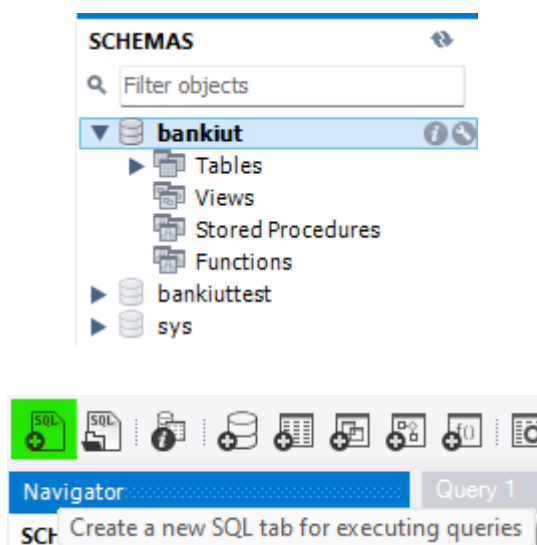 SCHEMAS
Filter objects
bankiut
Tables
Views
Stored Procedures
Functions
bankiuttest
sys
SQL SQL f()
Navigator Query 1
SCH Create a new SQL tab for executing queries